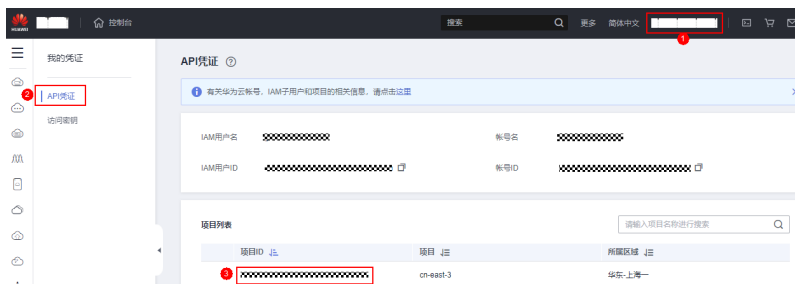 HUAWEI
控制台
搜索
更多
简体中文
1
我的凭证
2
API凭证
访问密钥
API凭证
有关华为云帐号、IAM子用户和项目的相关信息，请点击这里
IAM用户名
帐号名
IAM用户ID
帐号ID
项目列表
请输入项目名称进行搜索
项目ID 项目 所属区域
3
cn-east-3 华东-上海一